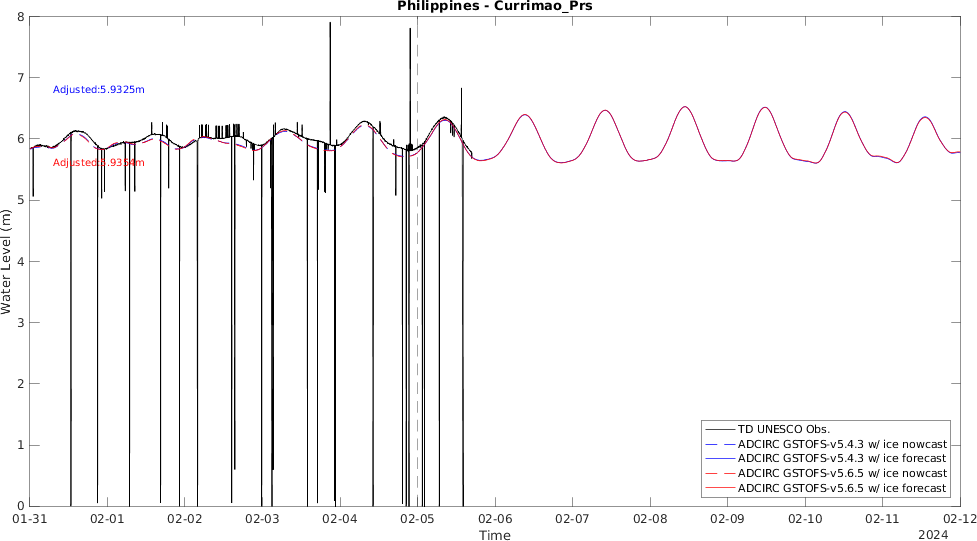 Philippines - Currimao_Prs
8
7
6
5
4
3
2
1
0
Water Level (m)
Adjusted:5.9325m
Adjusted:5.9354m
TD UNESCO Obs.
ADCIRC GSTOFS-v5.4.3 w/ ice nowcast
ADCIRC GSTOFS-v5.4.3 w/ ice forecast
ADCIRC GSTOFS-v5.6.5 w/ ice nowcast
ADCIRC GSTOFS-v5.6.5 w/ ice forecast
01-31 02-01 02-02 02-03 02-04 02-05 02-06 02-07 02-08 02-09 02-10 02-11 02-12
Time
2024